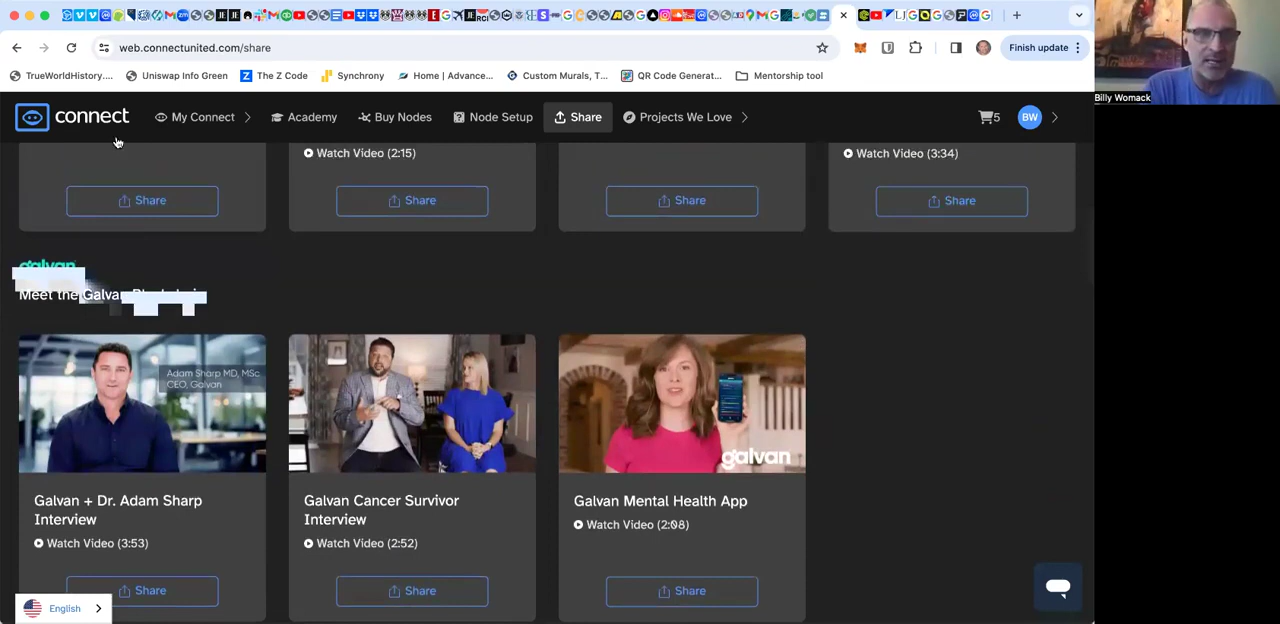 web.connectunited.com/share
Finish update
TrueWorldHistory....
Uniswap Info Green
The Z Code
Synchrony
Home | Advance...
Custom Murals, T...
QR Code Generat...
Mentorship tool
Billy Womack
connect
My Connect
Academy
Buy Nodes
Node Setup
Share
Projects We Love
5
BW
Watch Video (2:15)
Watch Video (3:34)
Share
Share
Share
Share
galvan
Meet the Galvan
Adam Sharp MD, MSc
CEO, Galvan
galvan
Galvan + Dr. Adam Sharp
Interview
Watch Video (3:53)
Share
Galvan Cancer Survivor
Interview
Watch Video (2:52)
Share
Galvan Mental Health App
Watch Video (2:08)
Share
English